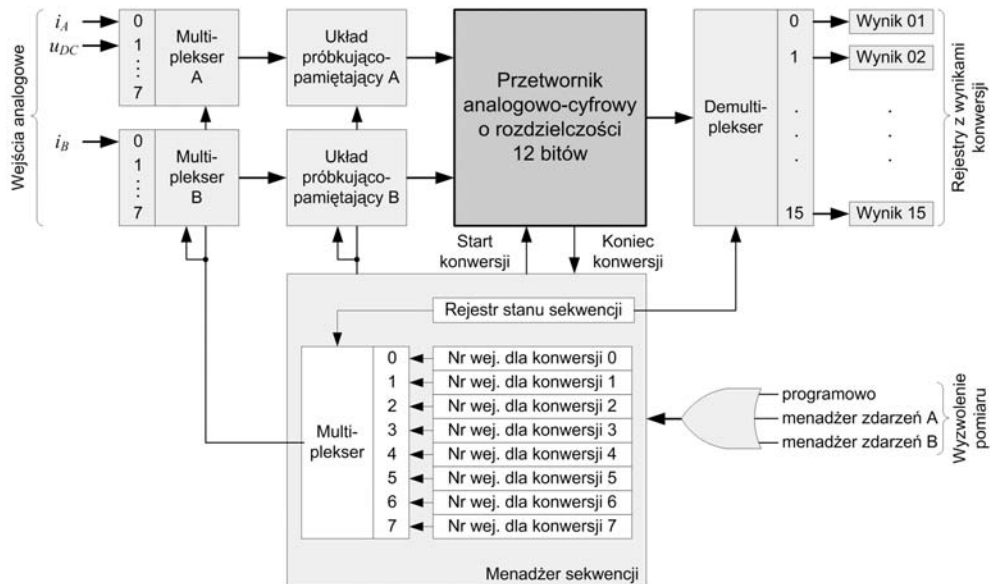 Wejścia analogowe
i_A
u_DC
i_B
0
1
7
Multi-
plekser
A
0
1
7
Multi-
plekser
B
Układ
próbkująco-
pamiętający A
Układ
próbkująco-
pamiętający B
Przetwornik
analogowo-cyfrowy
o rozdzielczości
12 bitów
Demulti-
plekser
0
1
15
Wynik 01
Wynik 02
Wynik 15
Rejestry z wynikami
konwersji
Start
konwersji
Koniec
konwersji
Rejestr stanu sekwencji
Multi-
plekser
0 Nr wej. dla konwersji 0
1 Nr wej. dla konwersji 1
2 Nr wej. dla konwersji 2
3 Nr wej. dla konwersji 3
4 Nr wej. dla konwersji 4
5 Nr wej. dla konwersji 5
6 Nr wej. dla konwersji 6
7 Nr wej. dla konwersji 7
Menadżer sekwencji
programowo
menadżer zdarzeń A
menadżer zdarzeń B
Wyzwolenie
pomiaru